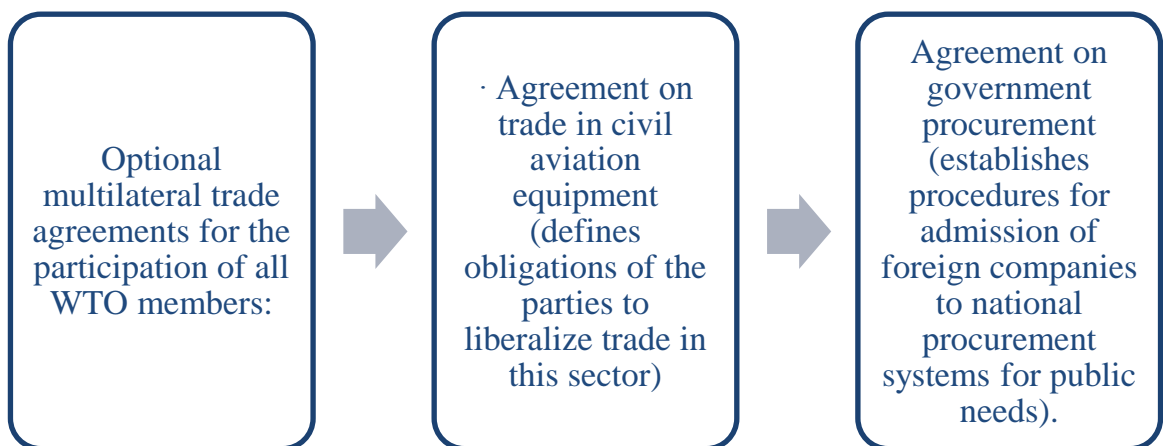 Optional
multilateral trade
agreements for the
participation of all
WTO members:
· Agreement on
trade in civil
aviation
equipment
(defines
obligations of the
parties to
liberalize trade in
this sector)
Agreement on
government
procurement
(establishes
procedures for
admission of
foreign companies
to national
procurement
systems for public
needs).